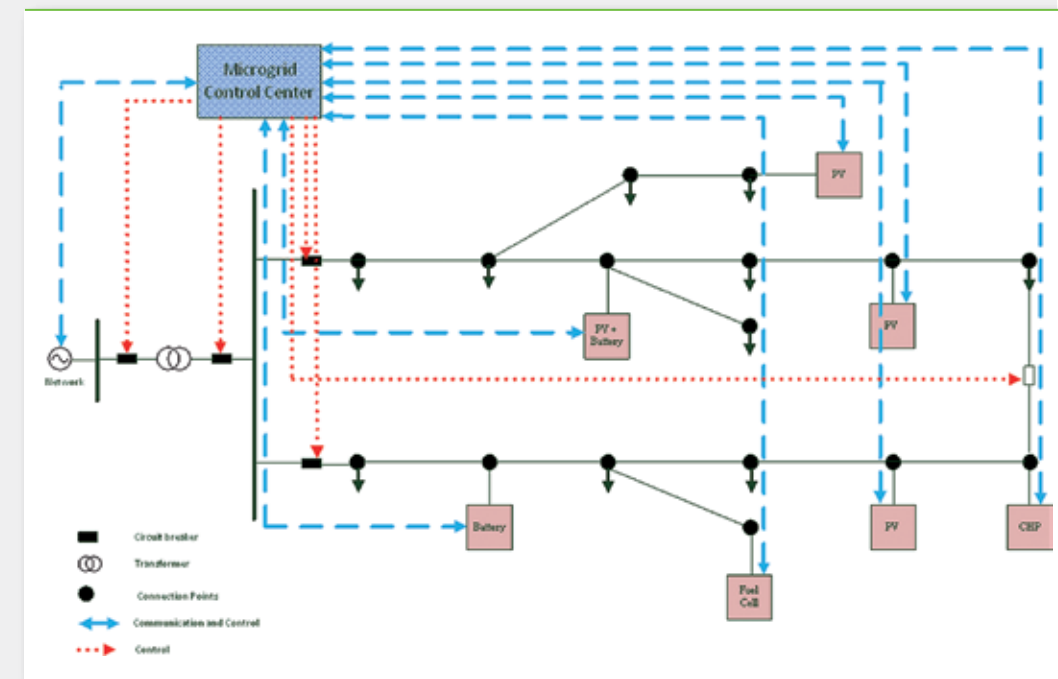 Microgrid
Control Center
PV
PV +
Battery
PV
Network
Battery
PV
CHP
Fuel
Cell
Circuit breaker
Transformer
Connection Points
Communication and Control
Control